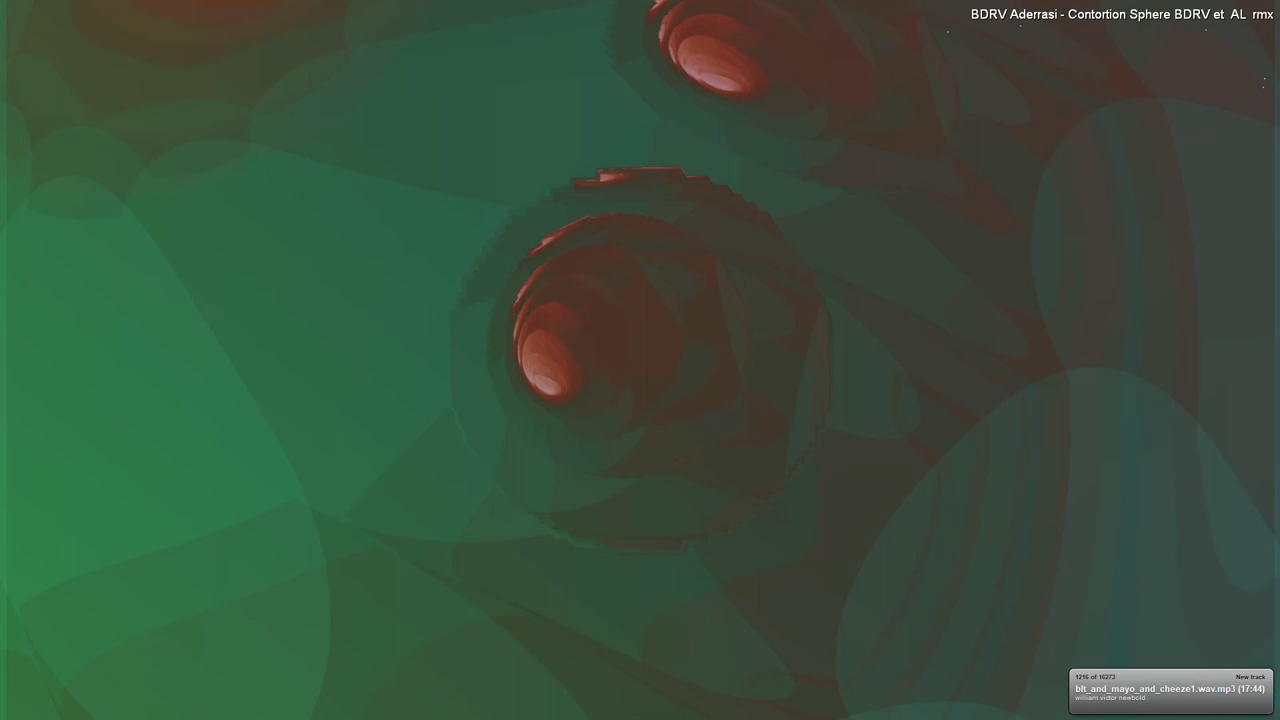 BDRV Aderrasi - Contortion Sphere BDRV et  AL  rmx
1216 of 16273 New track
blt_and_mayo_and_cheeze1.wav.mp3 (17:44)
william victor newbold